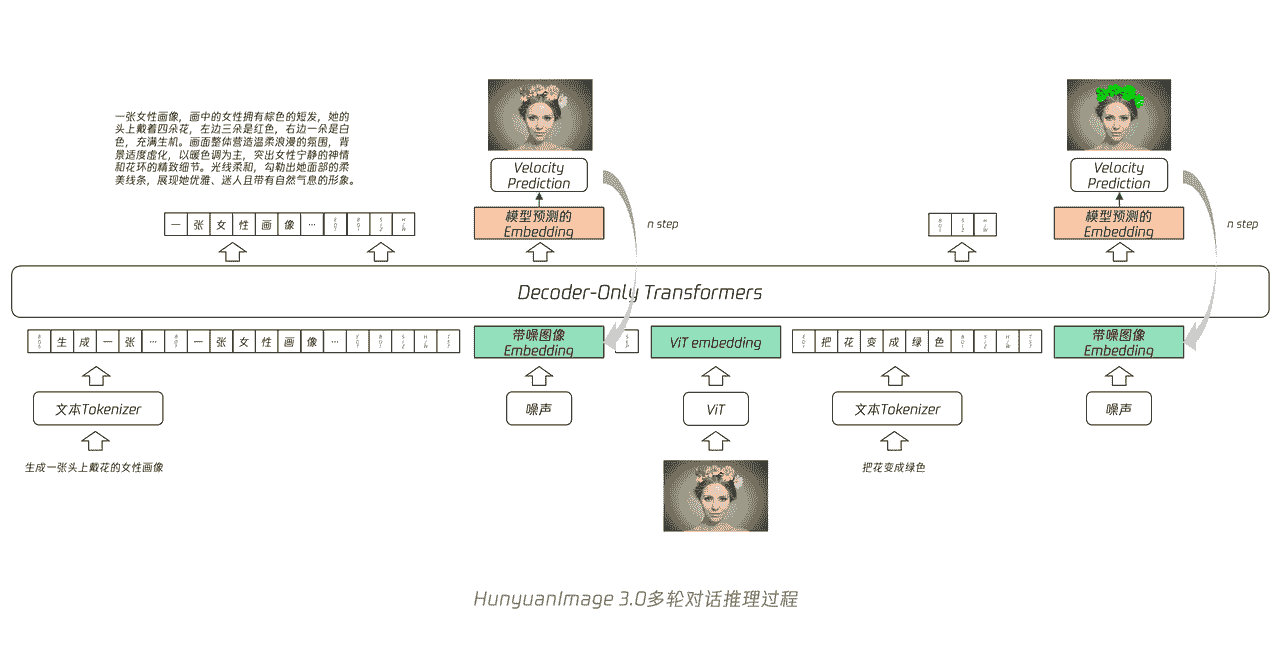 一张女性画像，画中的女性拥有棕色的短发，她的
头上戴着四朵花，左边三朵是红色，右边一朵是白
色，充满生机。画面整体营造温柔浪漫的氛围，背
景适度虚化，以暖色调为主，突出女性宁静的神情
和花环的精致细节。光线柔和，勾勒出她面部的柔
美线条，展现她优雅、迷人且带有自然气息的形象。
Velocity
Prediction
Velocity
Prediction
一 张 女 性 画 像 …
模型预测的
Embedding
n step
模型预测的
Embedding
n step
Decoder-Only Transformers
生 成 一 张 … 一 张 女 性 画 像 …
带噪图像
Embedding
ViT embedding
把 花 变 成 绿 色
带噪图像
Embedding
文本Tokenizer
噪声
ViT
文本Tokenizer
噪声
生成一张头上戴花的女性画像
把花变成绿色
HunyuanImage 3.0多轮对话推理过程